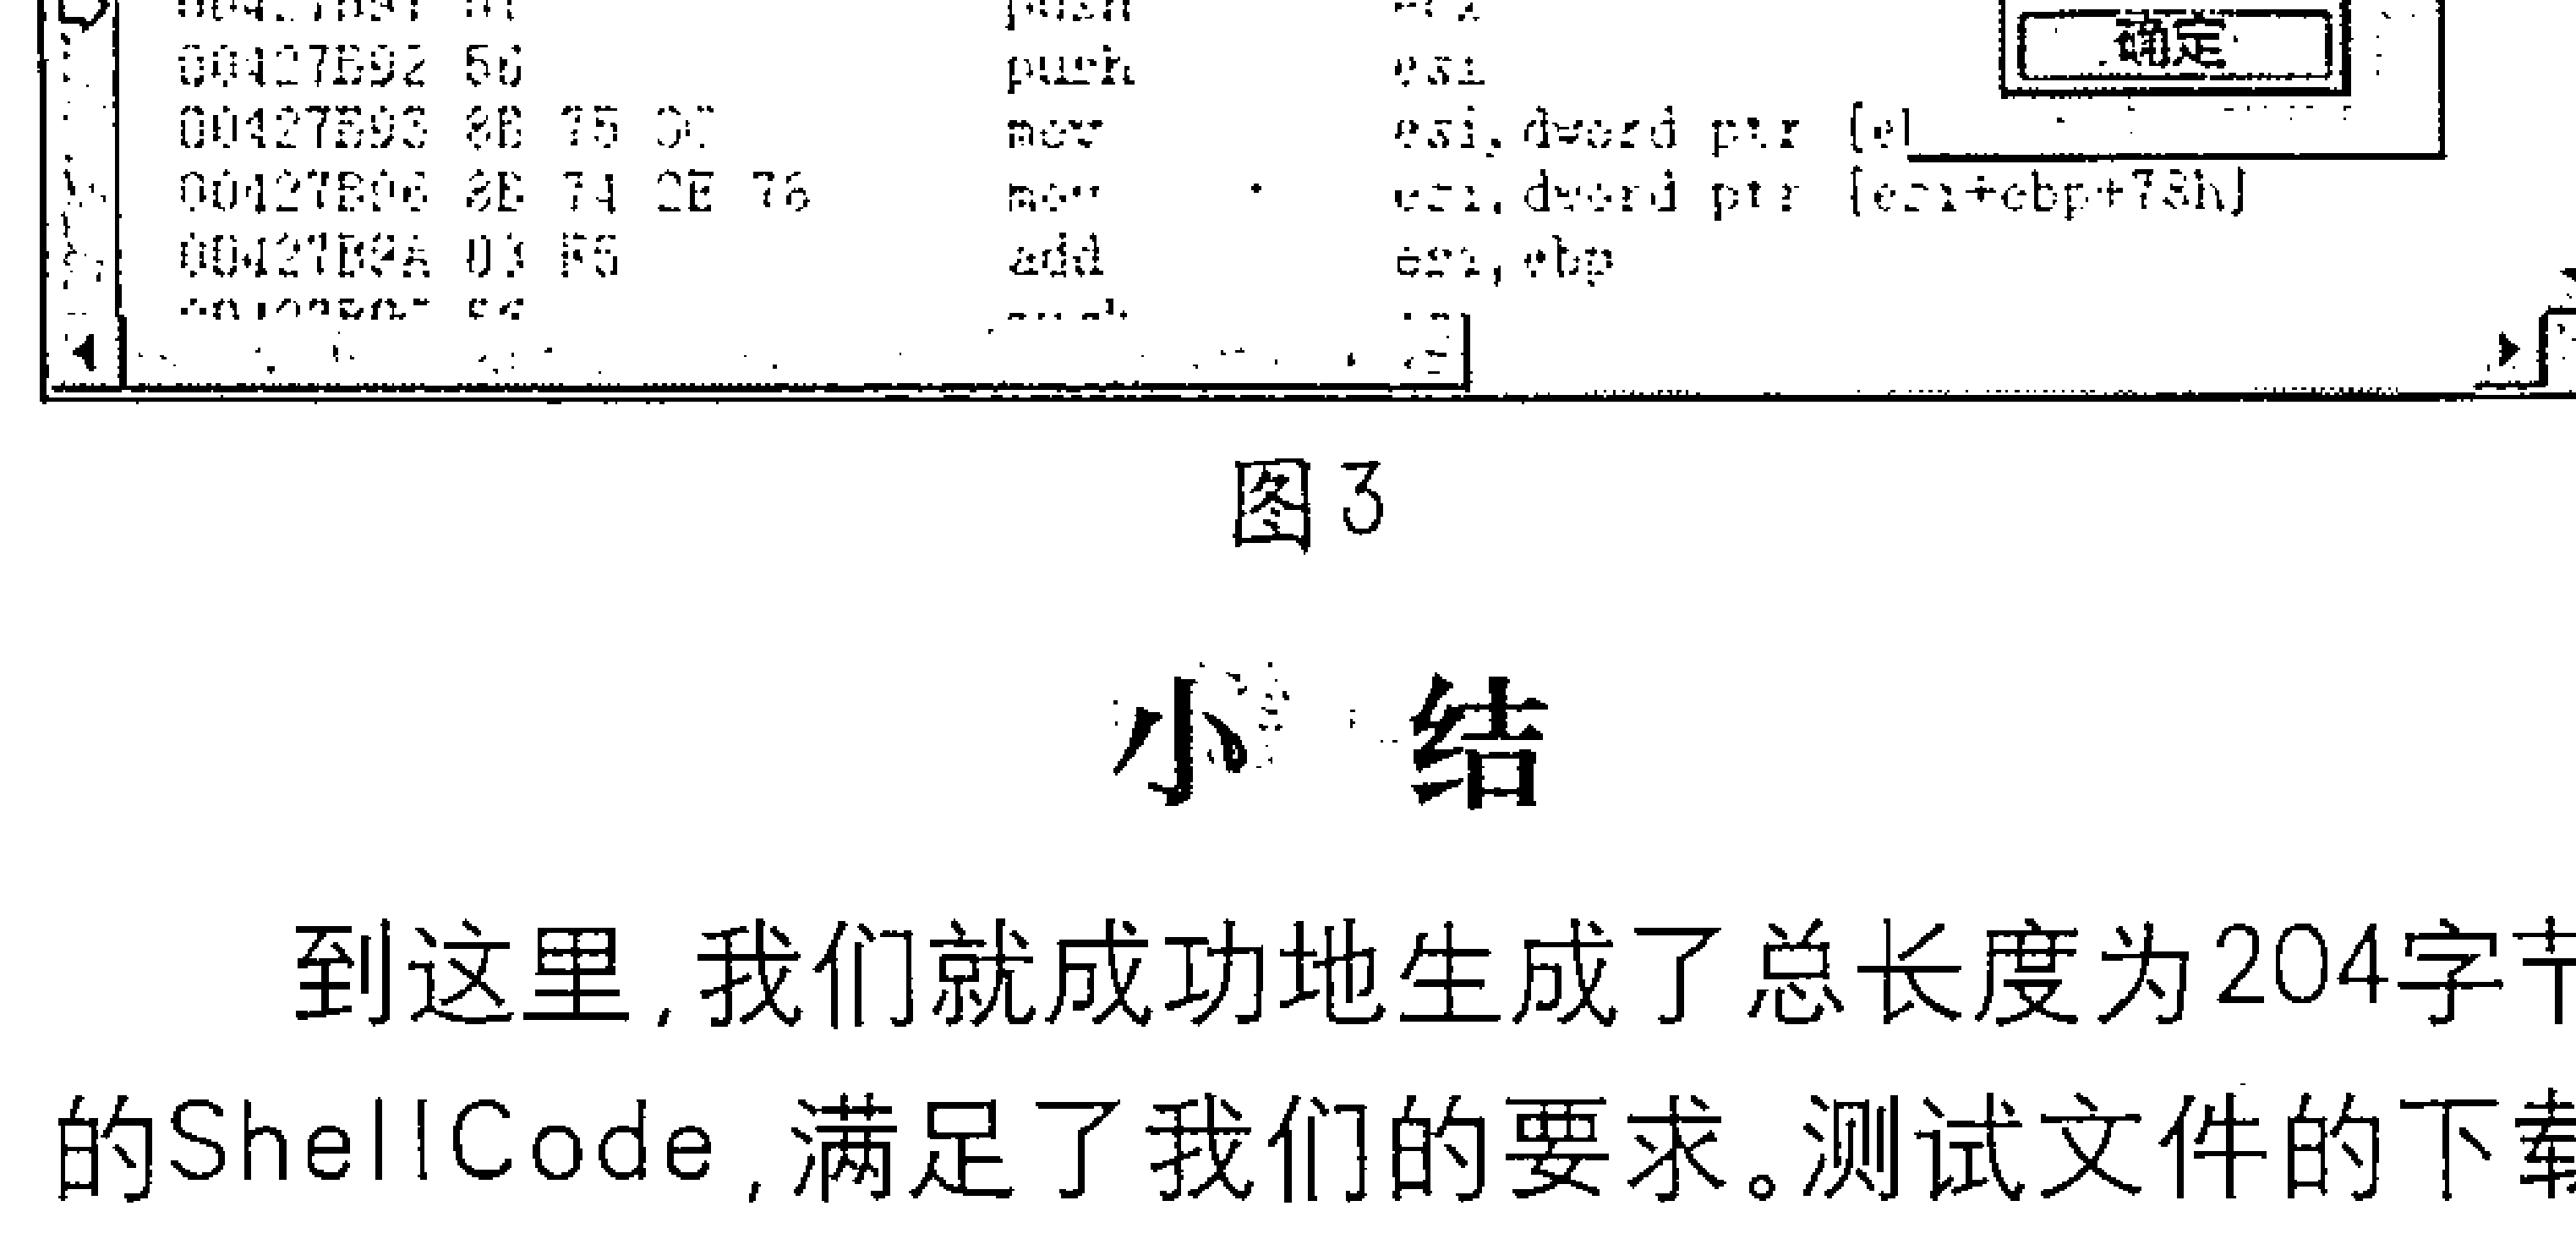 确定
00427B92 56 push esi
00427B93 8B 75 push esi,dword ptr
00427B96 8B 74 2E 78 mov esi,dword ptr [esi+ebp+78h]
00427B9A 03 F5 add esi,ebp
图3
小 结
到这里,我们就成功地生成了总长度为204字节
的ShellCode,满足了我们的要求。测试文件的下载